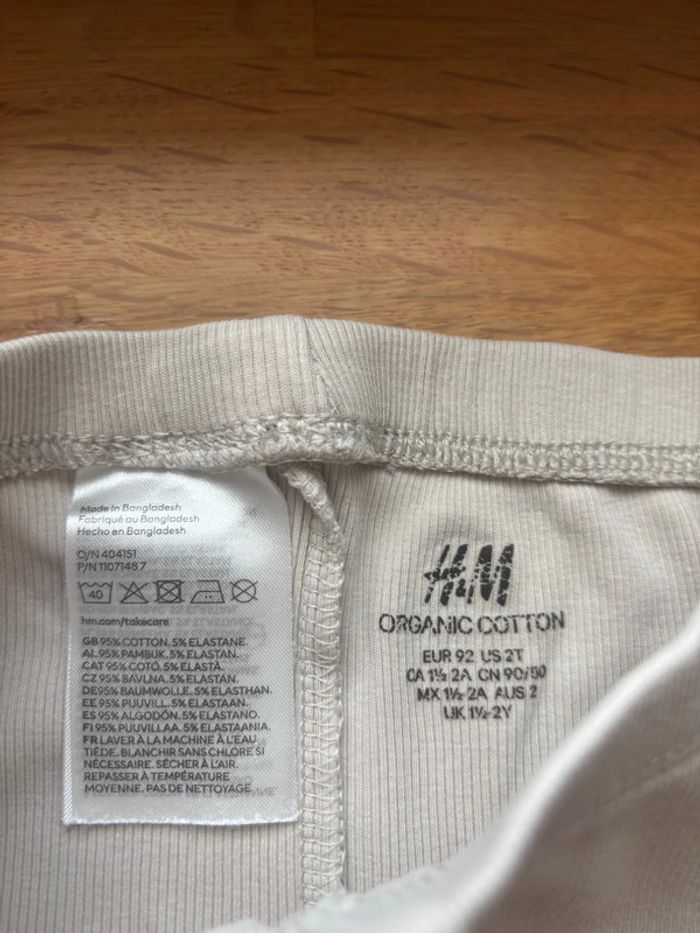 Made in Bangladesh
Fabriqué au Bangladesh
Hecho en Bangladesh
O/N 404151
P/N 1107148 7
40
hm.com/takecare
GB 95% COTTON. 5% ELASTANE.
AL 95% PAMBUK. 5% ELASTAN.
CAT 95% COTÓ. 5% ELASTÀ.
CZ 95% BAVLNA. 5% ELASTAN.
DE 95% BAUMWOLLE. 5% ELASTHAN.
EE 95% PUUVILL. 5% ELASTAAN.
ES 95% ALGODÓN. 5% ELASTANO.
FI 95% PUUVILLAA. 5% ELASTAANIA.
FR LAVER À LA MACHINE À L'EAU
TIÈDE. BLANCHIR SANS CHLORE SI
NÉCESSAIRE. SÉCHER À L'AIR.
REPASSER À TEMPÉRATURE
MOYENNE. PAS DE NETTOYAGE
H&M
ORGANIC COTTON
EUR 92 US 2T
CA 1½-2A CN 90/50
MX 1½-2A AUS 2
UK 1½-2Y